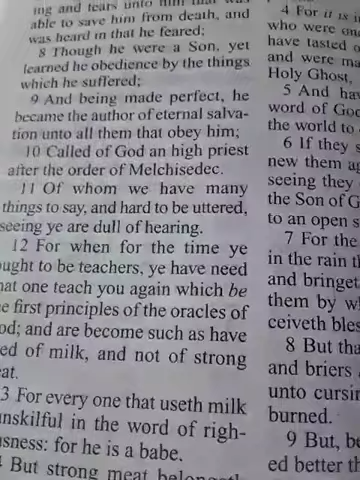 ing and tears unto him that was
able to save him from death, and
was heard in that he feared;
8 Though he were a Son, yet
learned he obedience by the things
which he suffered;
9 And being made perfect, he
became the author of eternal salva-
tion unto all them that obey him;
10 Called of God an high priest
after the order of Melchisedec.
11 Of whom we have many
things to say, and hard to be uttered,
seeing ye are dull of hearing.
12 For when for the time ye
ought to be teachers, ye have need
hat one teach you again which be
e first principles of the oracles of
od; and are become such as have
ed of milk, and not of strong
eat.
3 For every one that useth milk
unskilful in the word of righ-
usness: for he is a babe.
But strong meat belongeth
4 For it is i
who were on
have tasted o
and were ma
Holy Ghost,
5 And hav
word of Goo
the world to
6 If they s
new them ag
seeing they
the Son of G
to an open s
7 For the
in the rain th
and bringet
them by w
ceiveth bles
8 But tha
and briers
unto cursin
burned.
9 But, be
ed better th